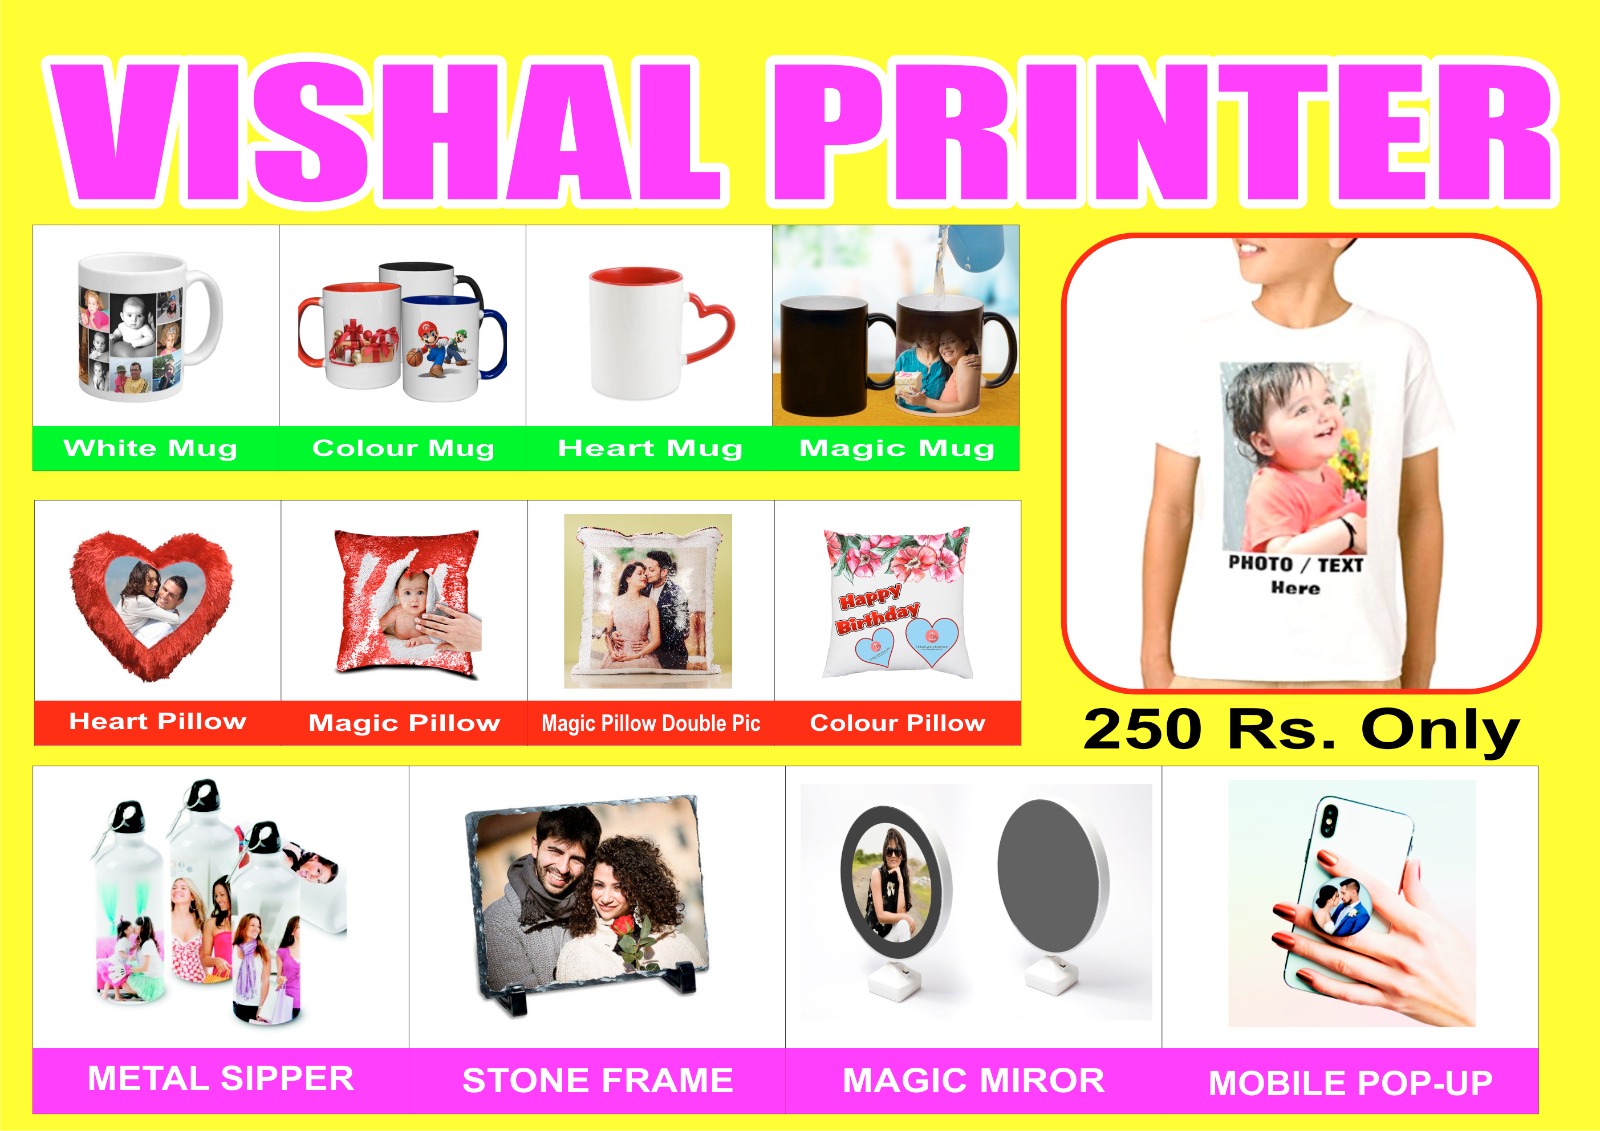 VISHAL PRINTER
White Mug
Colour Mug
Heart Mug
Magic Mug
PHOTO / TEXT
Here
250 Rs. Only
Happy
Birthday
Heart Pillow
Magic Pillow
Magic Pillow Double Pic
Colour Pillow
METAL SIPPER
STONE FRAME
MAGIC MIROR
MOBILE POP-UP